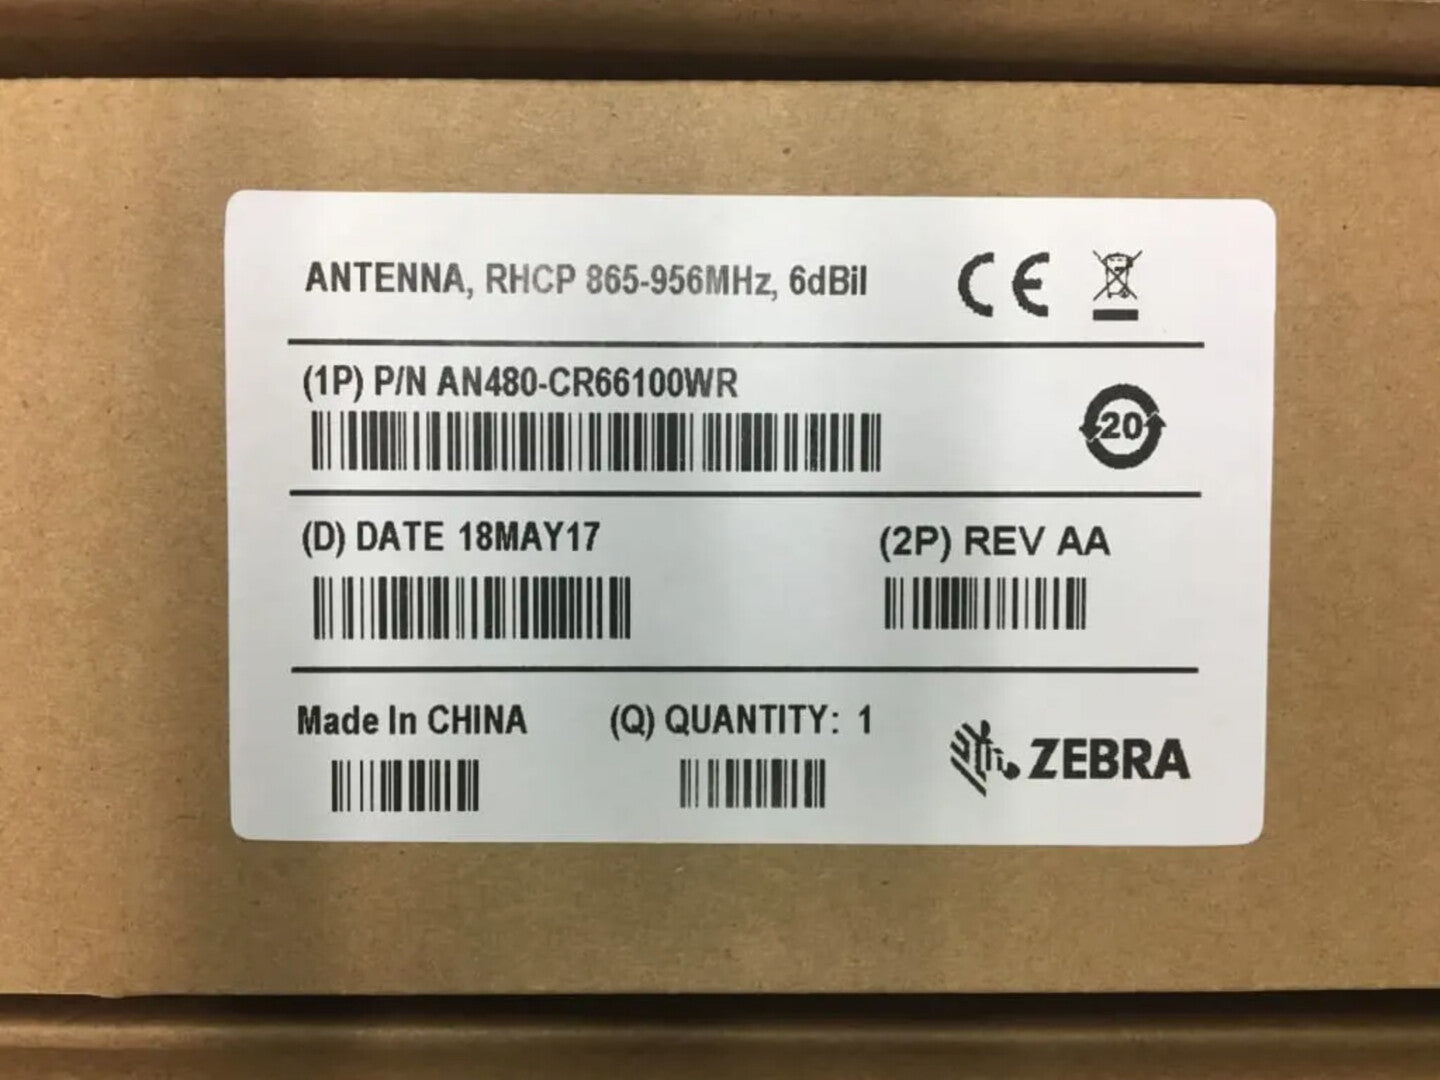 ANTENNA, RHCP 865-956MHz, 6dBil
CE
(1P) P/N AN480-CR66100WR
20
(D) DATE 18MAY17
(2P) REV AA
Made In CHINA
(Q) QUANTITY: 1
ZEBRA